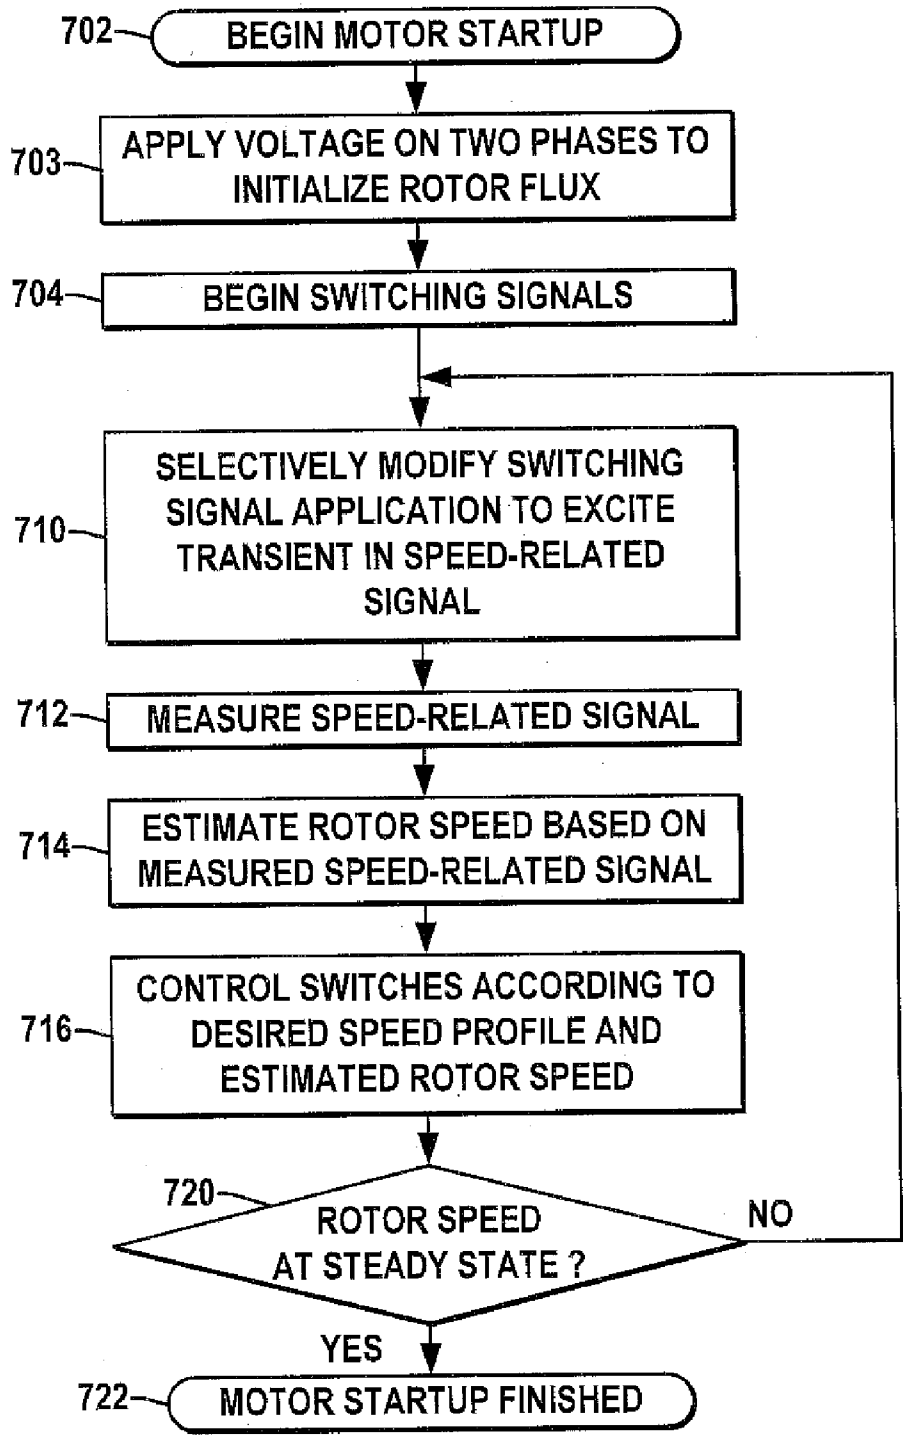 702
BEGIN MOTOR STARTUP
703
APPLY VOLTAGE ON TWO PHASES TO
INITIALIZE ROTOR FLUX
704
BEGIN SWITCHING SIGNALS
710
SELECTIVELY MODIFY SWITCHING
SIGNAL APPLICATION TO EXCITE
TRANSIENT IN SPEED-RELATED
SIGNAL
712
MEASURE SPEED-RELATED SIGNAL
714
ESTIMATE ROTOR SPEED BASED ON
MEASURED SPEED-RELATED SIGNAL
716
CONTROL SWITCHES ACCORDING TO
DESIRED SPEED PROFILE AND
ESTIMATED ROTOR SPEED
720
ROTOR SPEED
AT STEADY STATE ?
NO
YES
722
MOTOR STARTUP FINISHED